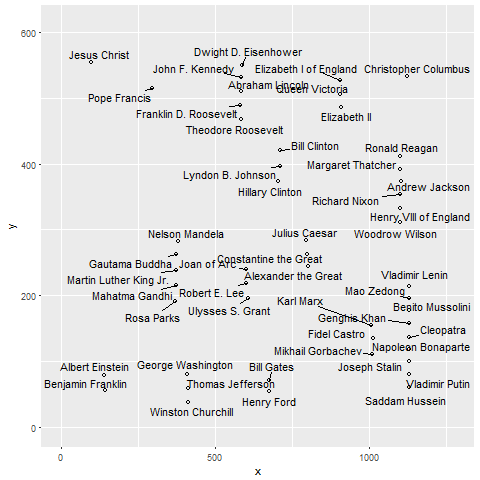 600
Jesus Christ
Dwight D. Eisenhower
John F. Kennedy
Elizabeth I of England
Christopher Columbus
Abraham Lincoln
Queen Victoria
Pope Francis
Franklin D. Roosevelt
Elizabeth II
Theodore Roosevelt
Bill Clinton
Ronald Reagan
400
Margaret Thatcher
Lyndon B. Johnson
Andrew Jackson
Hillary Clinton
Richard Nixon
Henry VIII of England
Nelson Mandela
Julius Caesar
Woodrow Wilson
y
Constantine the Great
Gautama Buddha
Joan of Arc
Alexander the Great
Vladimir Lenin
Martin Luther King Jr.
Mahatma Gandhi
Robert E. Lee
Mao Zedong
200
Karl Marx
Benito Mussolini
Rosa Parks
Ulysses S. Grant
Genghis Khan
Fidel Castro
Cleopatra
Mikhail Gorbachev
Napoleon Bonaparte
Albert Einstein
George Washington
Bill Gates
Joseph Stalin
Benjamin Franklin
Thomas Jefferson
Vladimir Putin
Winston Churchill
Henry Ford
Saddam Hussein
0
0
500
1000
x